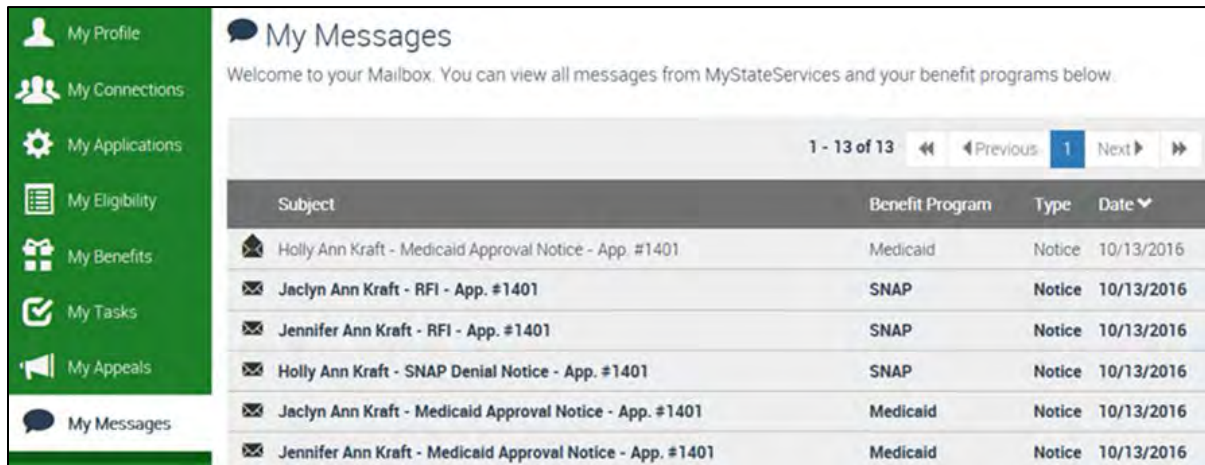 My Profile
My Connections
My Applications
My Eligibility
My Benefits
My Tasks
My Appeals
My Messages
My Messages
Welcome to your Mailbox. You can view all messages from MyStateServices and your benefit programs below.
1 - 13 of 13 Previous 1 Next
Subject Benefit Program Type Date
Holly Ann Kraft - Medicaid Approval Notice - App. #1401 Medicaid Notice 10/13/2016
Jaclyn Ann Kraft - RFI - App. #1401 SNAP Notice 10/13/2016
Jennifer Ann Kraft - RFI - App. #1401 SNAP Notice 10/13/2016
Holly Ann Kraft - SNAP Denial Notice - App. #1401 SNAP Notice 10/13/2016
Jaclyn Ann Kraft - Medicaid Approval Notice - App. #1401 Medicaid Notice 10/13/2016
Jennifer Ann Kraft - Medicaid Approval Notice - App. #1401 Medicaid Notice 10/13/2016